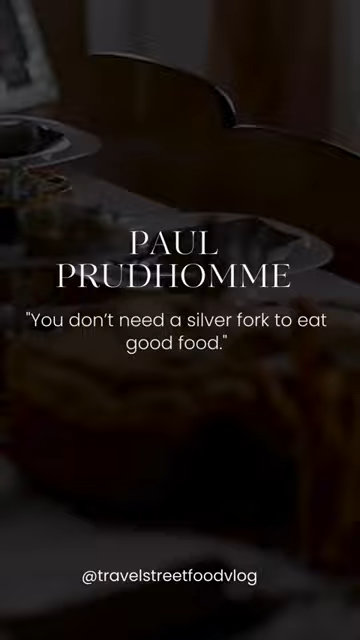 PAUL
PRUDHOMME
"You don’t need a silver fork to eat
good food."
@travelstreetfoodvlog